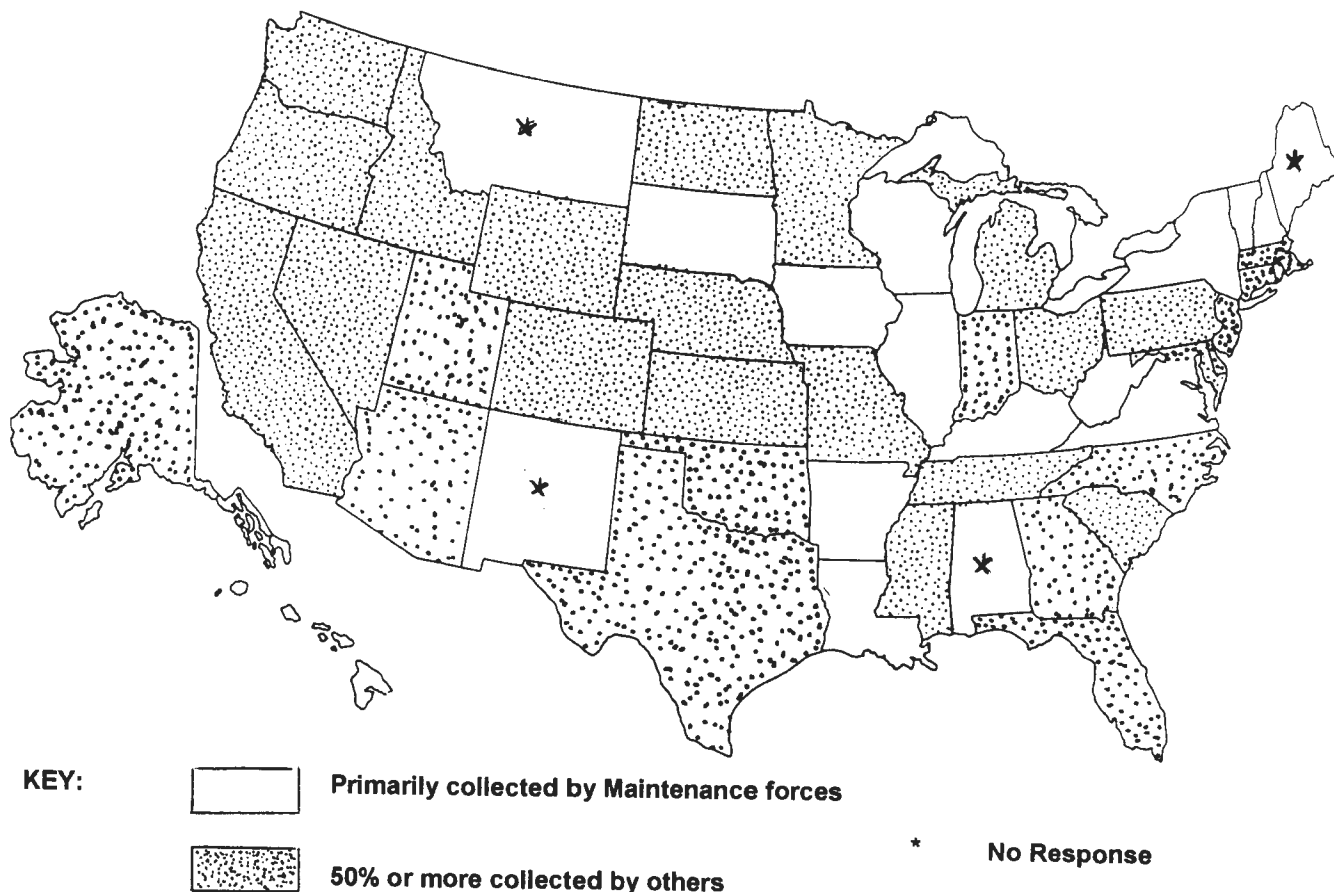 KEY:
Primarily collected by Maintenance forces
* No Response
50% or more collected by others